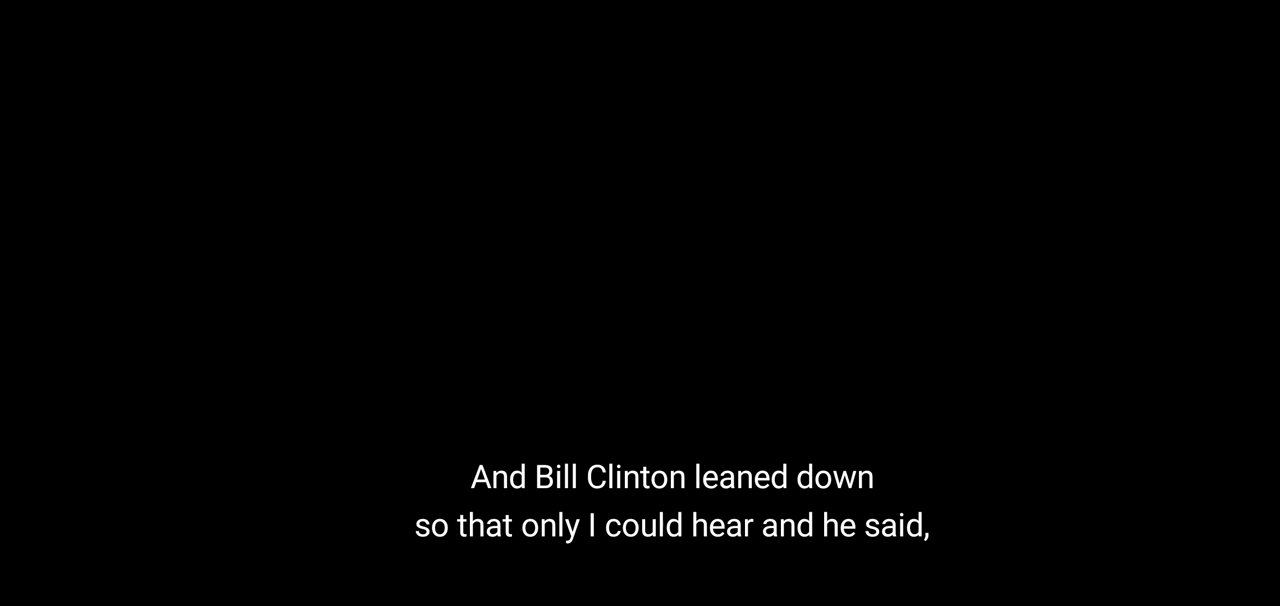 And Bill Clinton leaned down
so that only I could hear and he said,